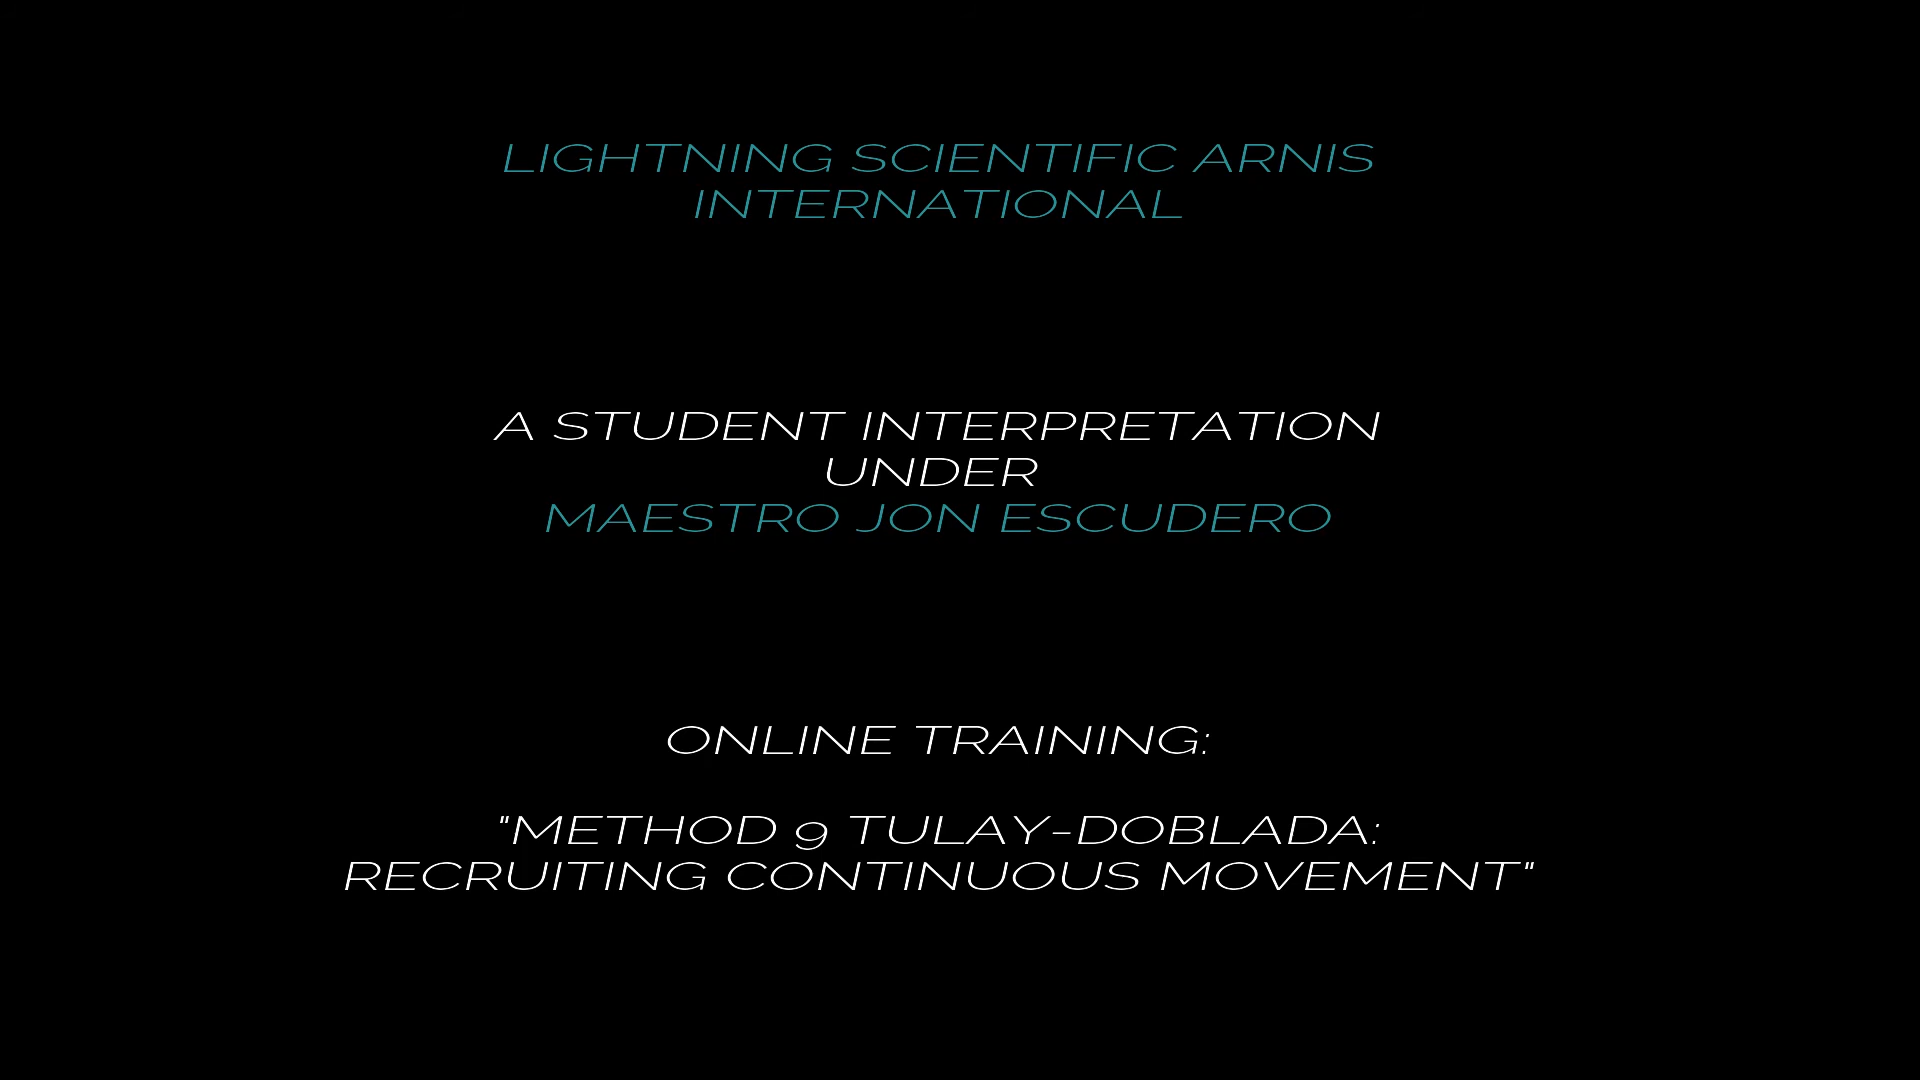 LIGHTNING SCIENTIFIC ARNIS
INTERNATIONAL
A STUDENT INTERPRETATION
UNDER
MAESTRO JON ESCUDERO
ONLINE TRAINING:
"METHOD 9 TULAY-DOBLADA:
RECRUITING CONTINUOUS MOVEMENT"